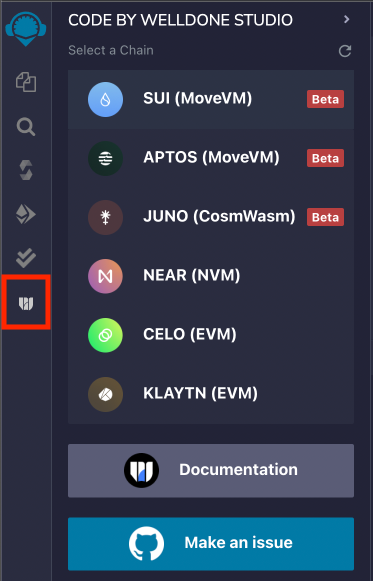 CODE BY WELLDONE STUDIO
Select a Chain
SUI (MoveVM) Beta
APTOS (MoveVM) Beta
JUNO (CosmWasm) Beta
NEAR (NVM)
CELO (EVM)
KLAYTN (EVM)
Documentation
Make an issue